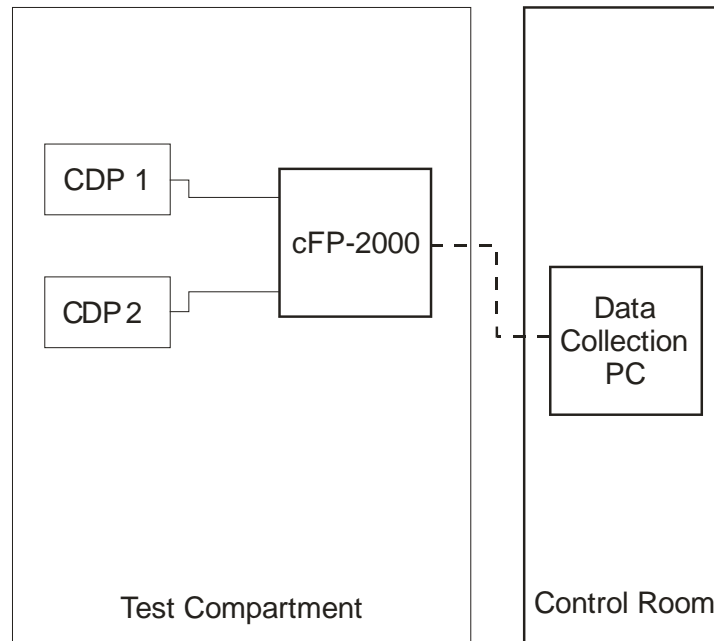 CDP 1
cFP-2000
CDP 2
Data
Collection
PC
Test Compartment
Control Room